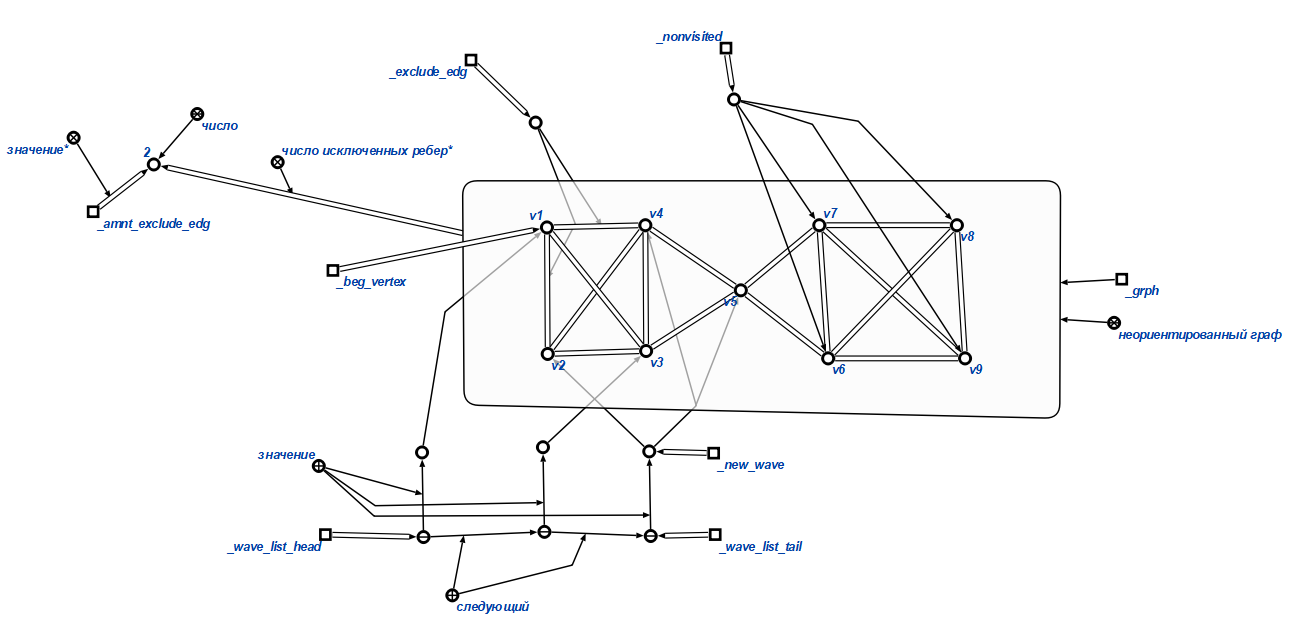 _nonvisited
_exclude_edg
число
значение*
2
число исключенных ребер*
_amnt_exclude_edg
v1
v4
v7
v8
_beg_vertex
v5
_grph
неориентированный граф
v2
v3
v6
v9
значение
_new_wave
_wave_list_head
_wave_list_tail
следующий